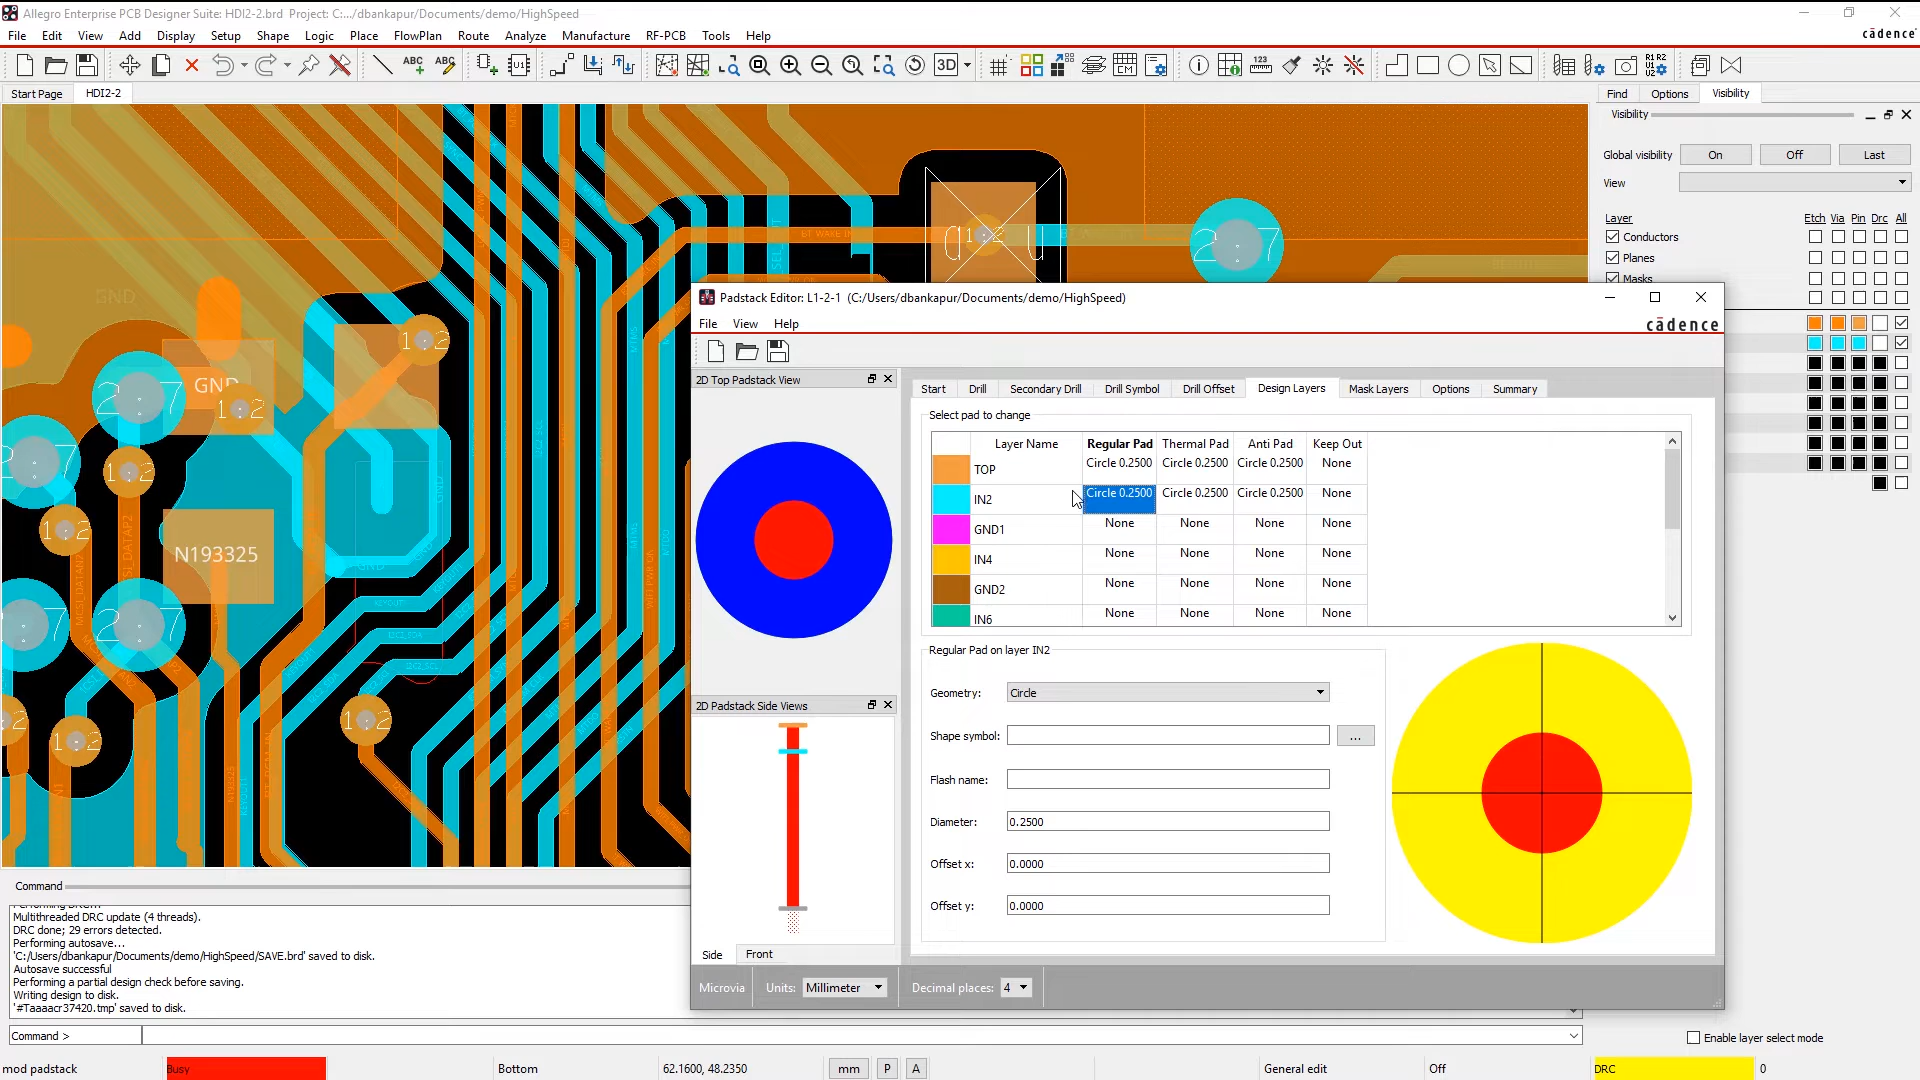 Allegro Enterprise PCB Designer Suite: HDI2-2.brd  Project: C:.../dbankapur/Documents/demo/HighSpeed
File Edit View Add Display Setup Shape Logic Place FlowPlan Route Analyze Manufacture RF-PCB Tools Help
cādence
Start Page HDI2-2
Find Options Visibility
Visibility
Global visibility On Off Last
View
Layer Etch Via Pin Drc All
Conductors
Planes
Masks
BT WAKE IN
GND
GND
N193325
1:2
2:7
Padstack Editor: L1-2-1  (C:/Users/dbankapur/Documents/demo/HighSpeed)
File View Help
cādence
2D Top Padstack View
Start Drill Secondary Drill Drill Symbol Drill Offset Design Layers Mask Layers Options Summary
Select pad to change
Layer Name Regular Pad Thermal Pad Anti Pad Keep Out
TOP Circle 0.2500 Circle 0.2500 Circle 0.2500 None
IN2 Circle 0.2500 Circle 0.2500 Circle 0.2500 None
GND1 None None None None
IN4 None None None None
GND2 None None None None
IN6 None None None None
Regular Pad on layer IN2
Geometry: Circle
2D Padstack Side Views
Shape symbol: ...
Flash name:
Diameter: 0.2500
Offset x: 0.0000
Offset y: 0.0000
Side Front
Microvia Units: Millimeter Decimal places: 4
Command
Multithreaded DRC update (4 threads).
DRC done; 29 errors detected.
Performing autosave...
'C:/Users/dbankapur/Documents/demo/HighSpeed/SAVE.brd' saved to disk.
Autosave successful
Performing a partial design check before saving.
Writing design to disk.
'#Taaaacr37420.tmp' saved to disk.
Command >
Enable layer select mode
mod padstack Busy Bottom 62.1600, 48.2350 mm P A General edit Off DRC 0